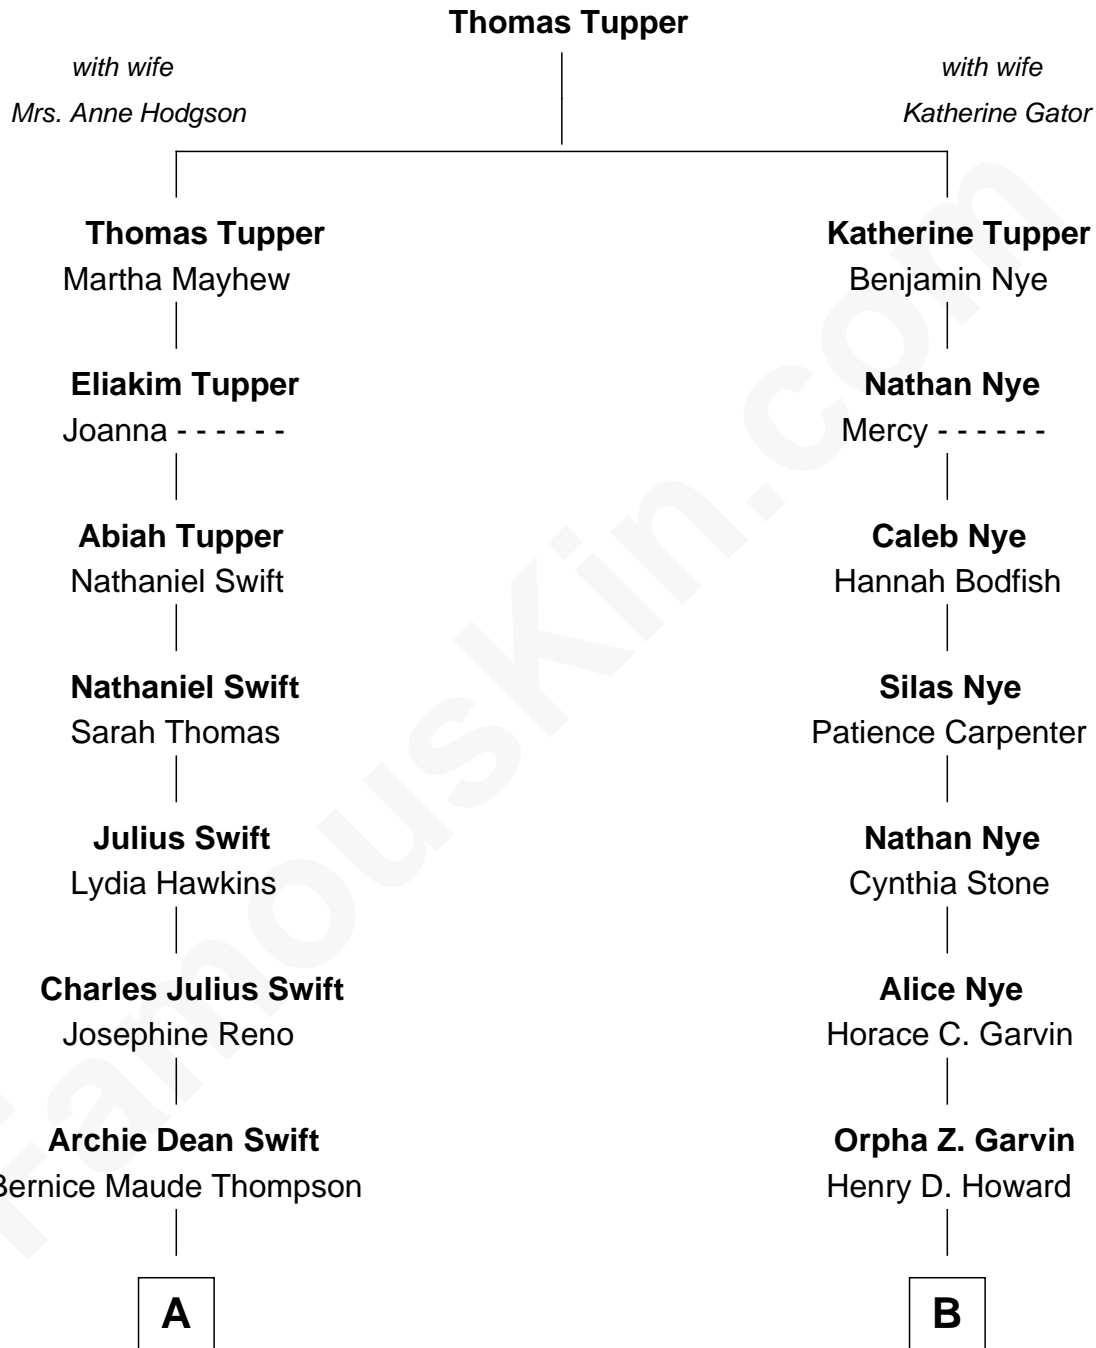 Thomas Tupper
with wife
Mrs. Anne Hodgson
with wife
Katherine Gator
Thomas Tupper
Martha Mayhew
Katherine Tupper
Benjamin Nye
Eliakim Tupper
Joanna - - - - - -
Nathan Nye
Mercy - - - - - -
Abiah Tupper
Nathaniel Swift
Caleb Nye
Hannah Bodfish
Nathaniel Swift
Sarah Thomas
Silas Nye
Patience Carpenter
Julius Swift
Lydia Hawkins
Nathan Nye
Cynthia Stone
Charles Julius Swift
Josephine Reno
Alice Nye
Horace C. Garvin
Archie Dean Swift
Bernice Maude Thompson
Orpha Z. Garvin
Henry D. Howard
A
B
FamousKin.com